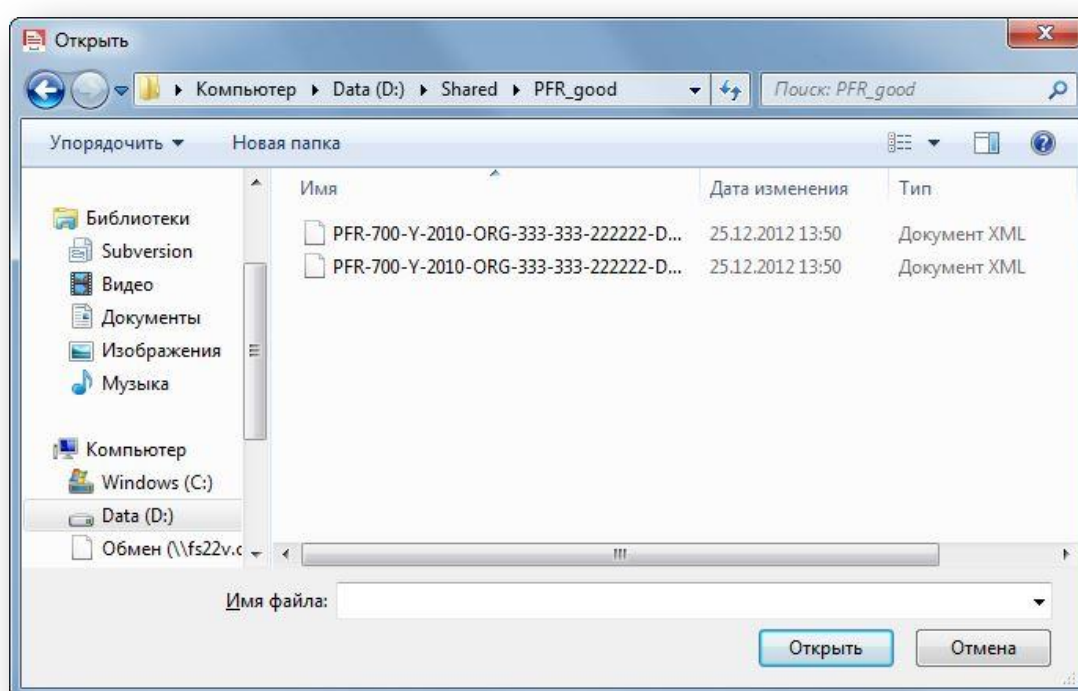 Открыть
Компьютер Data (D:) Shared PFR_good Поиск: PFR_good
Упорядочить Новая папка
Имя Дата изменения Тип
PFR-700-Y-2010-ORG-333-333-222222-D... 25.12.2012 13:50 Документ XML
PFR-700-Y-2010-ORG-333-333-222222-D... 25.12.2012 13:50 Документ XML
Библиотеки
Subversion
Видео
Документы
Изображения
Музыка
Компьютер
Windows (C:)
Data (D:)
Обмен (\\fs22v.c
Имя файла:
Открыть Отмена